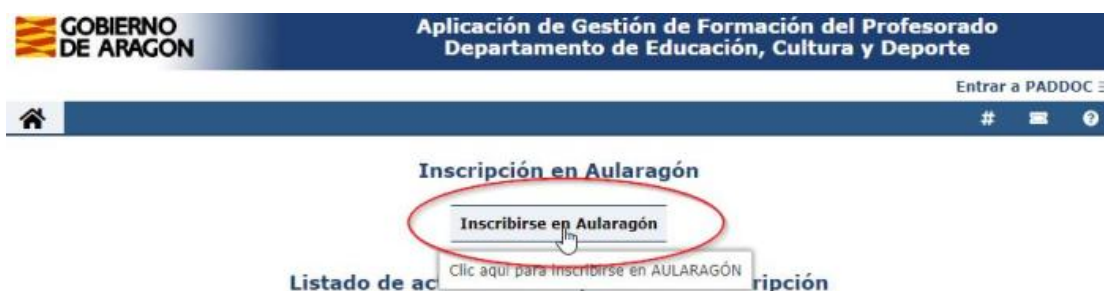 GOBIERNO
DE ARAGON
Aplicación de Gestión de Formación del Profesorado
Departamento de Educación, Cultura y Deporte
Entrar a PADDOC
#
?
Inscripción en Aularagón
Inscribirse en Aularagón
Clic aquí para inscribirse en AULARAGÓN
Listado de ac
ripción